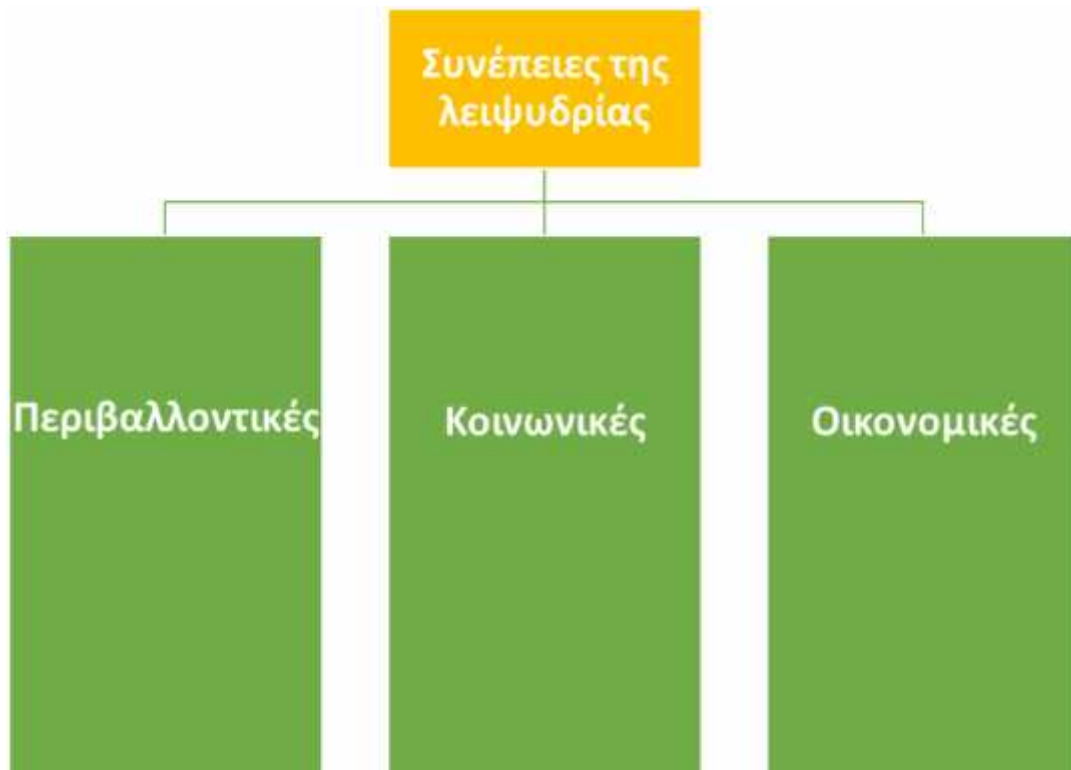 Συνέπειες της
λειψυδρίας
Περιβαλλοντικές
Κοινωνικές
Οικονομικές